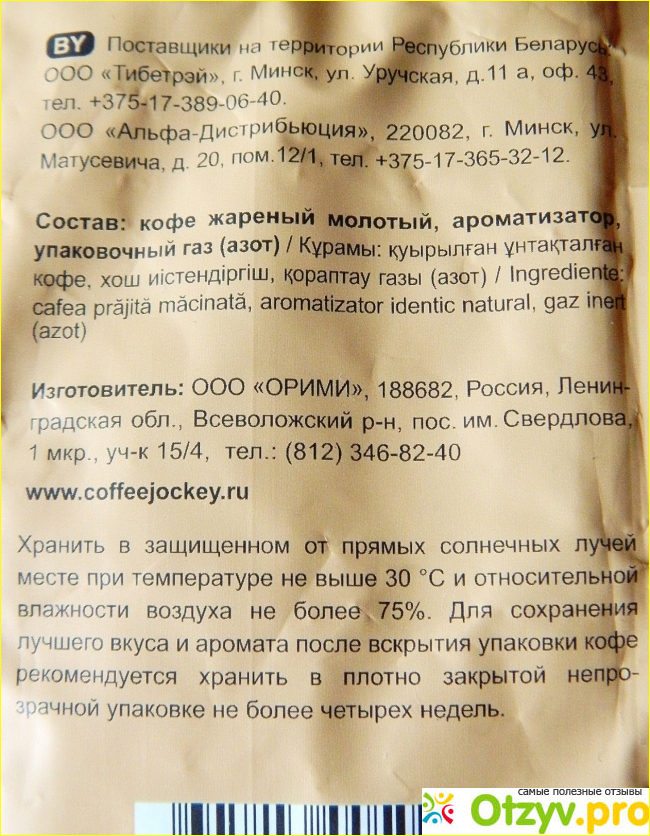 BY Поставщики на территории Республики Беларусь:
ООО «Тибетрэй», г. Минск, ул. Уручская, д.11 а, оф. 43,
тел. +375-17-389-06-40.
ООО «Альфа-Дистрибьюция», 220082, г. Минск, ул.
Матусевича, д. 20, пом.12/1, тел. +375-17-365-32-12.
Состав: кофе жареный молотый, ароматизатор,
упаковочный газ (азот) / Құрамы: қуырылған ұнтақталған
кофе, хош иістендіргіш, қораптау газы (азот) / Ingrediente:
cafea prăjită măcinată, aromatizator identic natural, gaz inert
(azot)
Изготовитель: ООО «ОРИМИ», 188682, Россия, Ленин-
градская обл., Всеволожский р-н, пос. им. Свердлова,
1 мкр., уч-к 15/4, тел.: (812) 346-82-40
www.coffeejockey.ru
Хранить в защищенном от прямых солнечных лучей
месте при температуре не выше 30 °C и относительной
влажности воздуха не более 75%. Для сохранения
лучшего вкуса и аромата после вскрытия упаковки кофе
рекомендуется хранить в плотно закрытой непро-
зрачной упаковке не более четырех недель.
самые полезные отзывы
Otzyv.pro